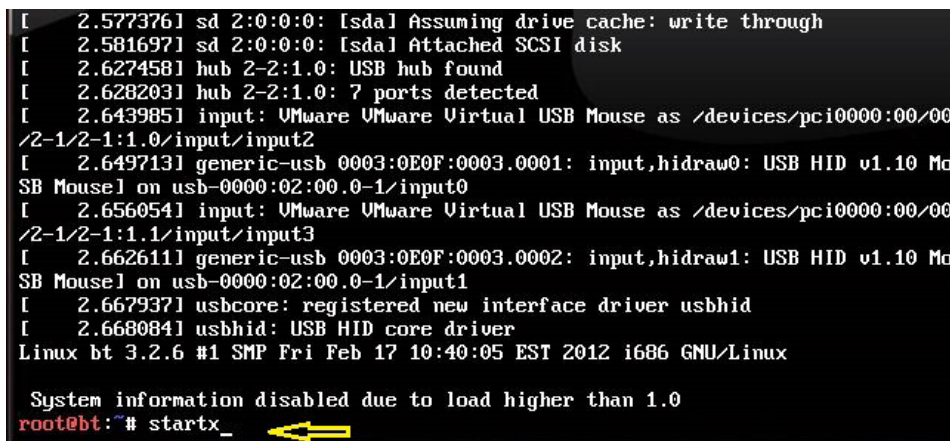 [    2.577376] sd 2:0:0:0: [sda] Assuming drive cache: write through
[    2.581697] sd 2:0:0:0: [sda] Attached SCSI disk
[    2.627458] hub 2-2:1.0: USB hub found
[    2.628203] hub 2-2:1.0: 7 ports detected
[    2.643985] input: VMware VMware Virtual USB Mouse as /devices/pci0000:00/00
/2-1/2-1:1.0/input/input2
[    2.649713] generic-usb 0003:0E0F:0003.0001: input,hidraw0: USB HID v1.10 Mo
SB Mouse] on usb-0000:02:00.0-1/input0
[    2.656054] input: VMware VMware Virtual USB Mouse as /devices/pci0000:00/00
/2-1/2-1:1.1/input/input3
[    2.662611] generic-usb 0003:0E0F:0003.0002: input,hidraw1: USB HID v1.10 Mo
SB Mouse] on usb-0000:02:00.0-1/input1
[    2.667937] usbcore: registered new interface driver usbhid
[    2.668084] usbhid: USB HID core driver
Linux bt 3.2.6 #1 SMP Fri Feb 17 10:40:05 EST 2012 i686 GNU/Linux
System information disabled due to load higher than 1.0
root@bt:~# startx_